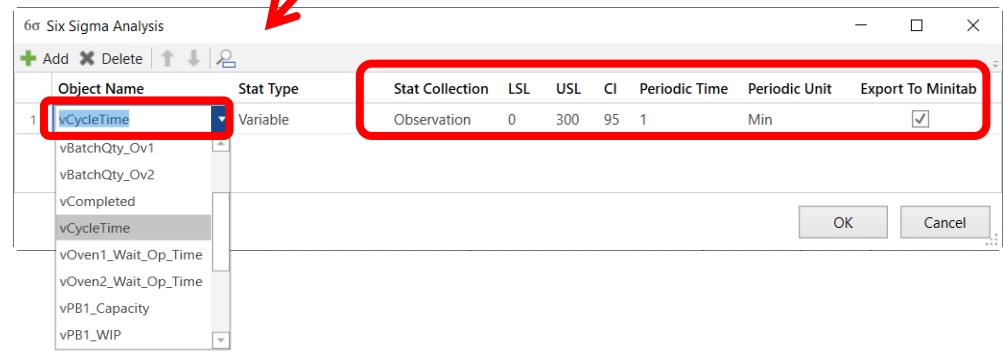 6σ Six Sigma Analysis
Add Delete
Object Name Stat Type Stat Collection LSL USL CI Periodic Time Periodic Unit Export To Minitab
1 vCycleTime Variable Observation 0 300 95 1 Min
vBatchQty_Ov1
vBatchQty_Ov2
vCompleted
vCycleTime
vOven1_Wait_Op_Time
vOven2_Wait_Op_Time
vPB1_Capacity
vPB1_WIP
OK Cancel